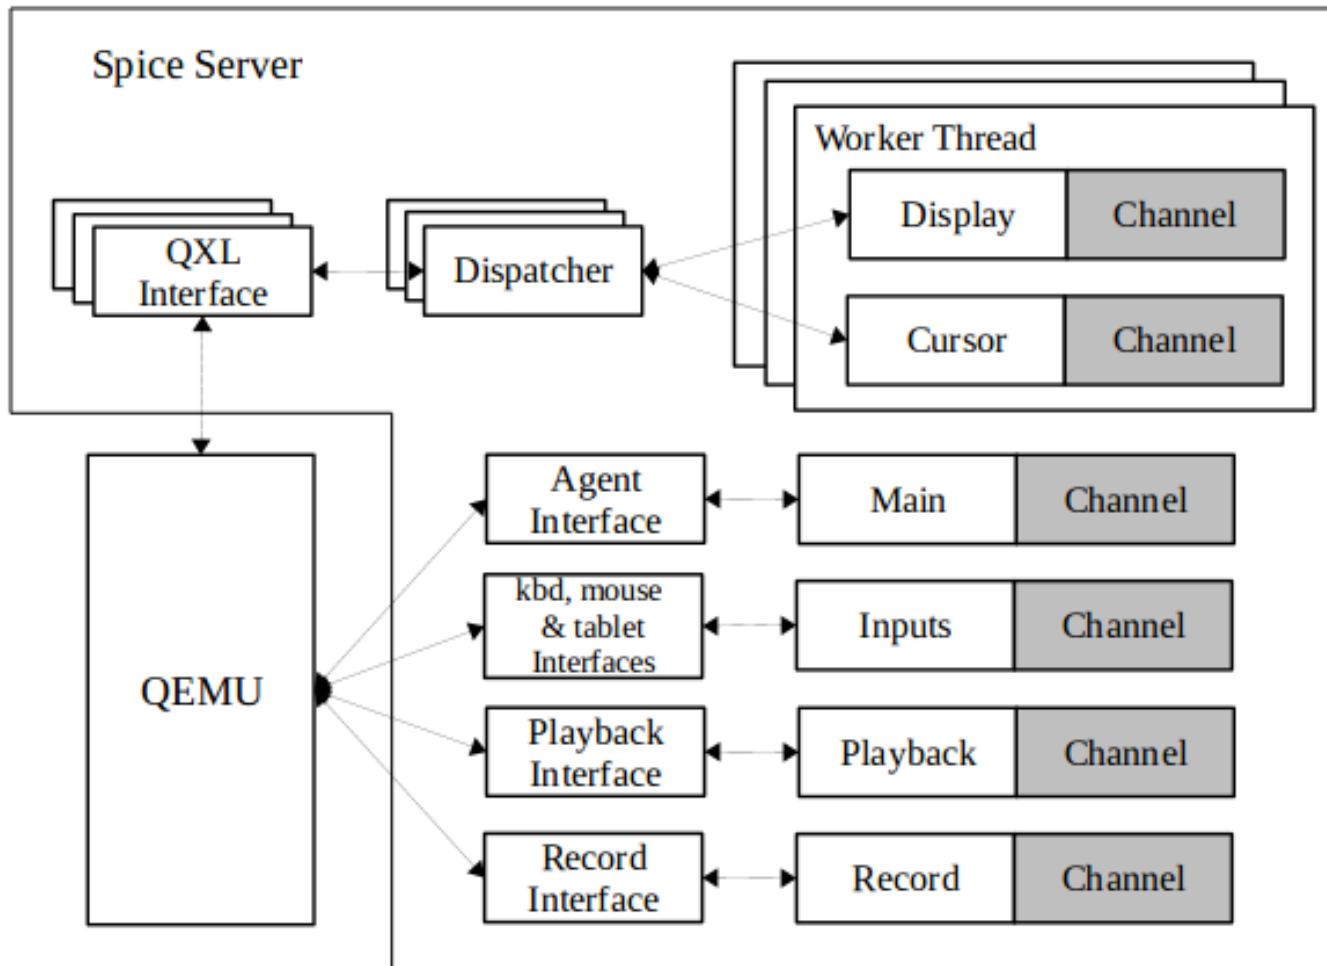 Spice Server
Worker Thread
Display
Channel
QXL
Interface
Dispatcher
Cursor
Channel
Agent
Interface
Main
Channel
kbd, mouse
& tablet
Interfaces
Inputs
Channel
QEMU
Playback
Interface
Playback
Channel
Record
Interface
Record
Channel